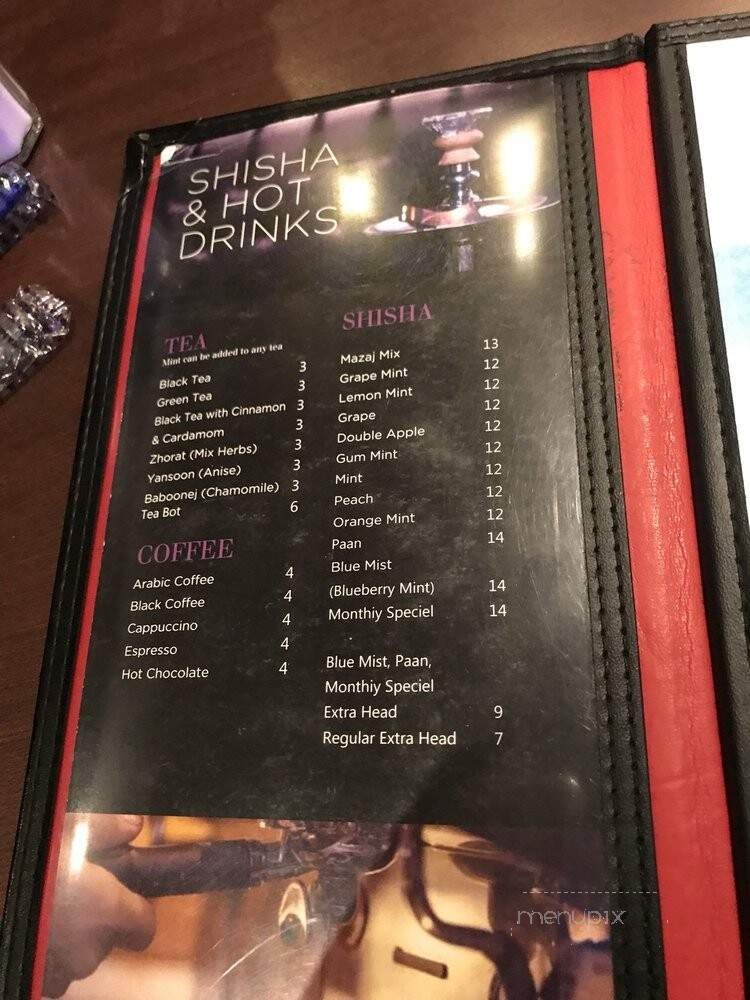 SHISHA
& HOT
DRINKS
TEA
Mint can be added to any tea
Black Tea 3
Green Tea 3
Black Tea with Cinnamon 3
& Cardamom 3
Zhorat (Mix Herbs) 3
Yansoon (Anise) 3
Baboonej (Chamomile) 3
Tea Bot 6
COFFEE
Arabic Coffee 4
Black Coffee 4
Cappuccino 4
Espresso 4
Hot Chocolate 4
SHISHA
Mazaj Mix 13
Grape Mint 12
Lemon Mint 12
Grape 12
Double Apple 12
Gum Mint 12
Mint 12
Peach 12
Orange Mint 12
Paan 14
Blue Mist
(Blueberry Mint) 14
Monthiy Speciel 14
Blue Mist, Paan,
Monthiy Speciel
Extra Head 9
Regular Extra Head 7
menupix